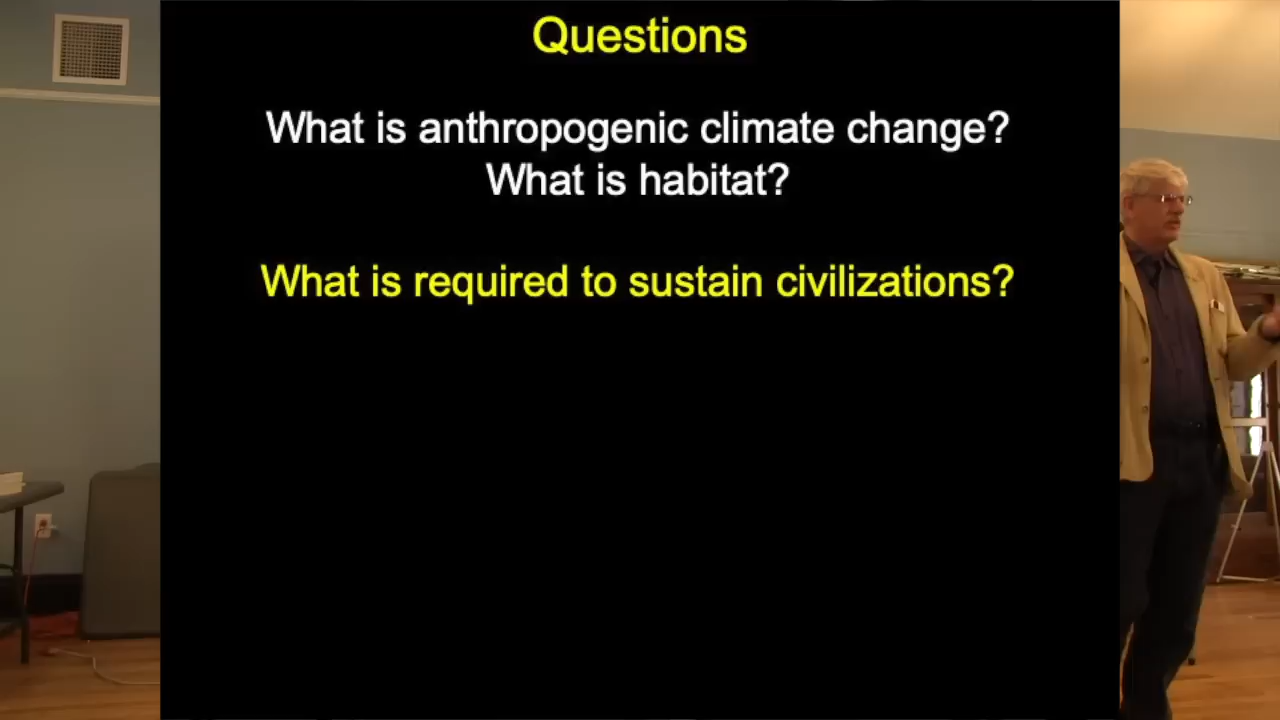 Questions
What is anthropogenic climate change?
What is habitat?
What is required to sustain civilizations?